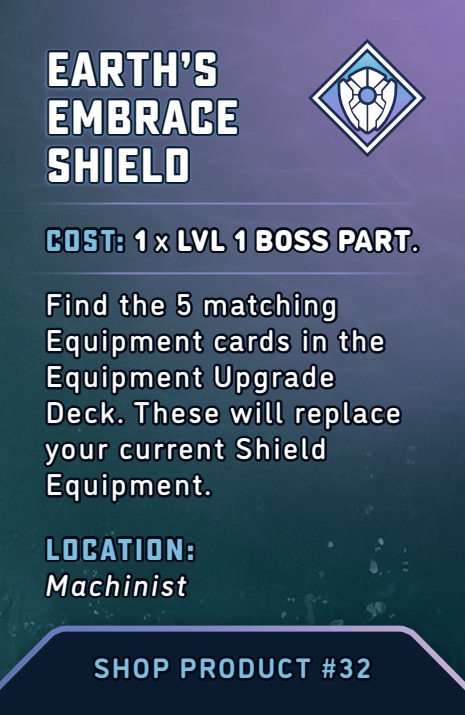 EARTH'S
EMBRACE
SHIELD
COST: 1 x LVL 1 BOSS PART.
Find the 5 matching
Equipment cards in the
Equipment Upgrade
Deck. These will replace
your current Shield
Equipment.
LOCATION:
Machinist
SHOP PRODUCT #32